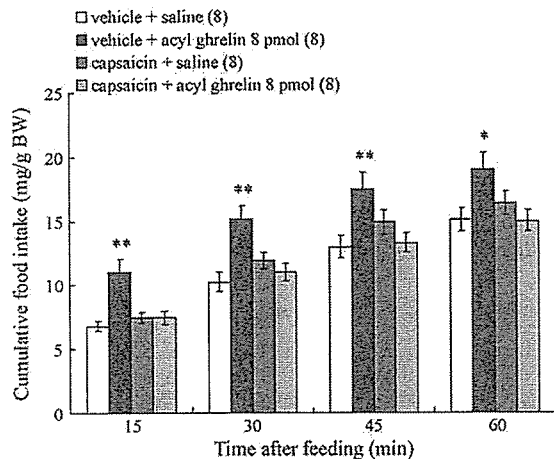 vehicle + saline (8)
vehicle + acyl ghrelin 8 pmol (8)
capsaicin + saline (8)
capsaicin + acyl ghrelin 8 pmol (8)
Cumulative food intake (mg/g BW)
25
20
15
10
5
0
** ** ** *
15 30 45 60
Time after feeding (min)